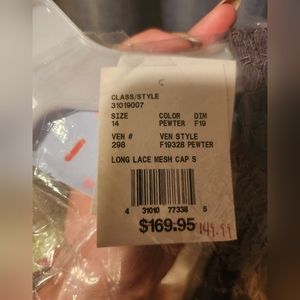 CLASS/STYLE
31019007
SIZE COLOR DIM
14 PEWTER F19
VEN # VEN STYLE
298 F19328 PEWTER
LONG LACE MESH CAP S
4 31010 77338 5
$169.95 149.99